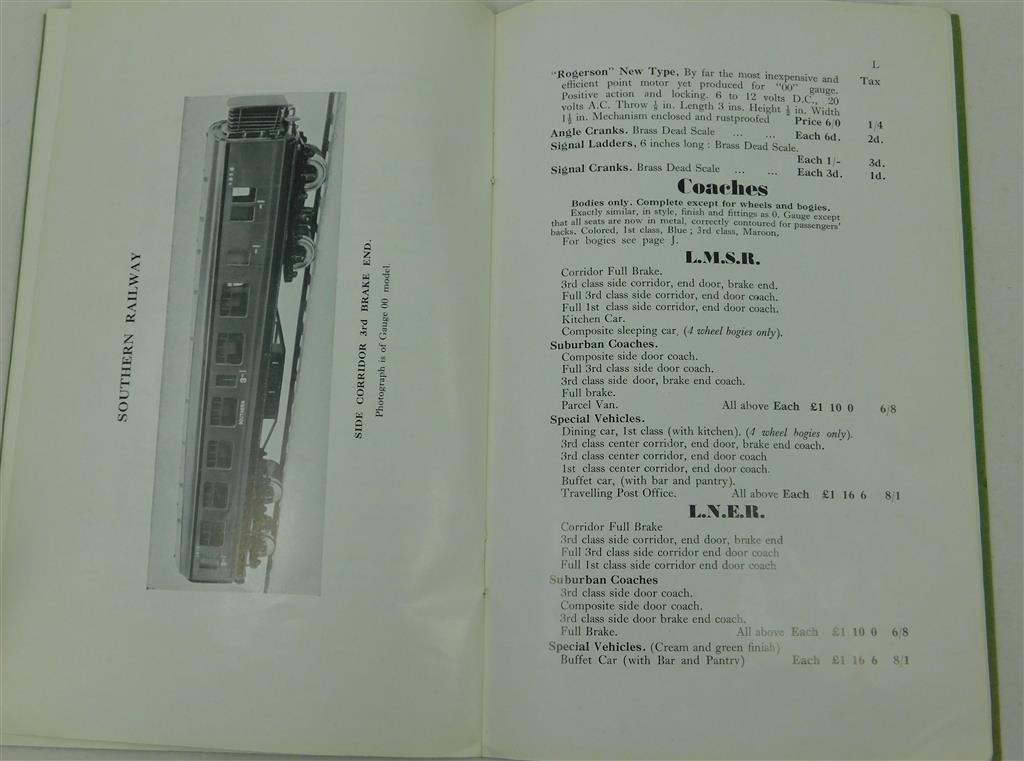 SOUTHERN RAILWAY
SOUTHERN
SIDE CORRIDOR 3rd BRAKE END.
Photograph is of Gauge 00 model.
L
"Rogerson" New Type, By far the most inexpensive and Tax
efficient point motor yet produced for "00" gauge.
Positive action and locking. 6 to 12 volts D.C., 20
volts A.C. Throw ⅛ in. Length 3 ins. Height ½ in. Width
1½ in. Mechanism enclosed and rustproofed Price 6/0 1/4
Angle Cranks. Brass Dead Scale ... ... Each 6d. 2d.
Signal Ladders, 6 inches long : Brass Dead Scale.
Each 1/- 3d.
Signal Cranks. Brass Dead Scale ... ... Each 3d. 1d.
Coaches
Bodies only. Complete except for wheels and bogies.
Exactly similar, in style, finish and fittings as 0. Gauge except
that all seats are now in metal, correctly contoured for passengers'
backs. Colored, 1st class, Blue ; 3rd class, Maroon.
For bogies see page J.
L.M.S.R.
Corridor Full Brake.
3rd class side corridor, end door, brake end.
Full 3rd class side corridor, end door coach.
Full 1st class side corridor, end door coach.
Kitchen Car.
Composite sleeping car, (4 wheel bogies only).
Suburban Coaches.
Composite side door coach.
Full 3rd class side door coach.
3rd class side door, brake end coach.
Full brake.
Parcel Van. All above Each £1 10 0 6/8
Special Vehicles.
Dining car, 1st class (with kitchen). (4 wheel bogies only).
3rd class center corridor, end door, brake end coach.
3rd class center corridor, end door coach
1st class center corridor, end door coach.
Buffet car, (with bar and pantry).
Travelling Post Office. All above Each £1 16 6 8/1
L.N.E.R.
Corridor Full Brake
3rd class side corridor, end door, brake end
Full 3rd class side corridor end door coach
Full 1st class side corridor end door coach
Suburban Coaches
3rd class side door coach.
Composite side door coach.
3rd class side door brake end coach.
Full Brake. All above Each £1 10 0 6/8
Special Vehicles. (Cream and green finish)
Buffet Car (with Bar and Pantry) Each £1 16 6 8/1